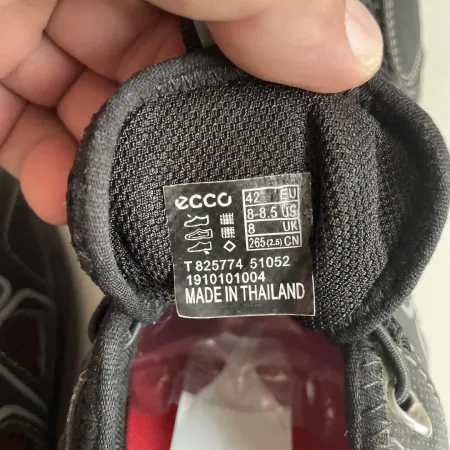 ecco
42 EU
8-8.5 US
8 UK
265(2.5) CN
T 825774 51052
1910101004
MADE IN THAILAND